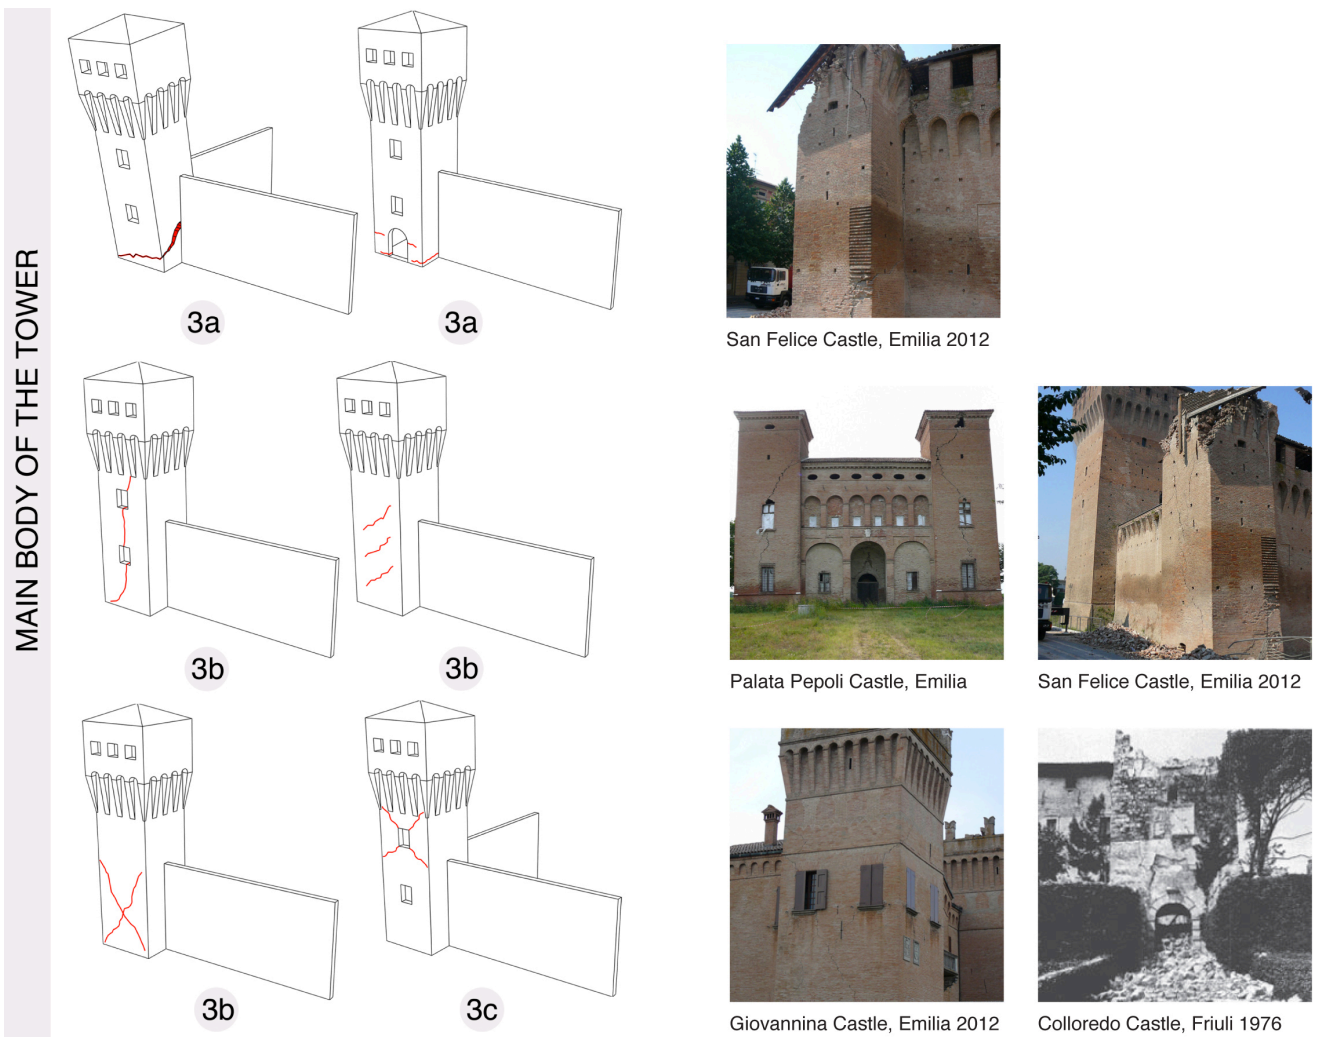 MAIN BODY OF THE TOWER
3a
3a
San Felice Castle, Emilia 2012
3b
3b
Palata Pepoli Castle, Emilia
San Felice Castle, Emilia 2012
3b
3c
Giovannina Castle, Emilia 2012
Colloredo Castle, Friuli 1976